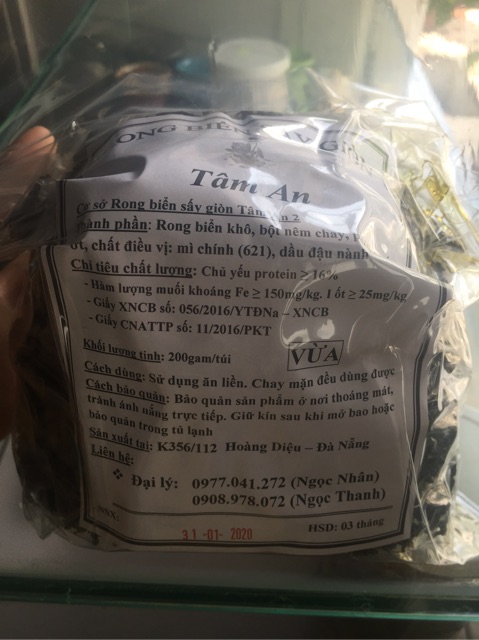 ONG BIỂN GIÒN
Tâm An
Cơ sở Rong biển sấy giòn Tâm An 2
Thành phần: Rong biển khô, bột nêm chay,
ớt, chất điều vị: mì chính (621), dầu đậu nành
Chỉ tiêu chất lượng: Chủ yếu protein ≥ 16%
- Hàm lượng muối khoáng Fe ≥ 150mg/kg. I ốt ≥ 25mg/kg
- Giấy XNCB số: 056/2016/YTĐNa – XNCB
- Giấy CNATTP số: 11/2016/PKT
Khối lượng tịnh: 200gam/túi
VỪA
Cách dùng: Sử dụng ăn liền. Chay mặn đều dùng được
Cách bảo quản: Bảo quản sản phẩm ở nơi thoáng mát,
tránh ánh nắng trực tiếp. Giữ kín sau khi mở bao hoặc
bảo quản trong tủ lạnh
Sản xuất tại: K356/112 Hoàng Diệu – Đà Nẵng
Liên hệ:
❖ Đại lý: 0977.041.272 (Ngọc Nhân)
0908.978.072 (Ngọc Thanh)
NSX:
31-01-2020
HSD: 03 tháng